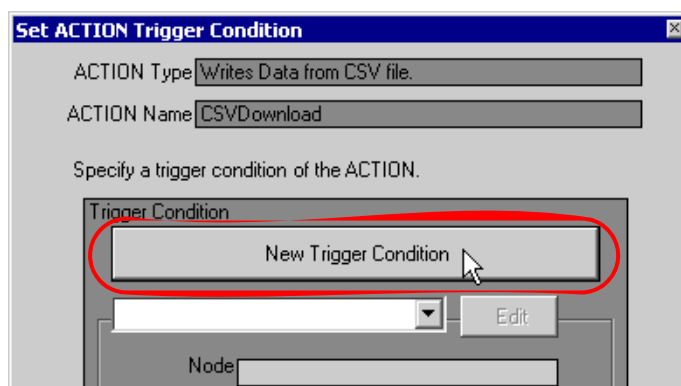 Set ACTION Trigger Condition
ACTION Type Writes Data from CSV file.
ACTION Name CSVDownload
Specify a trigger condition of the ACTION.
Trigger Condition
New Trigger Condition
Edit
Node